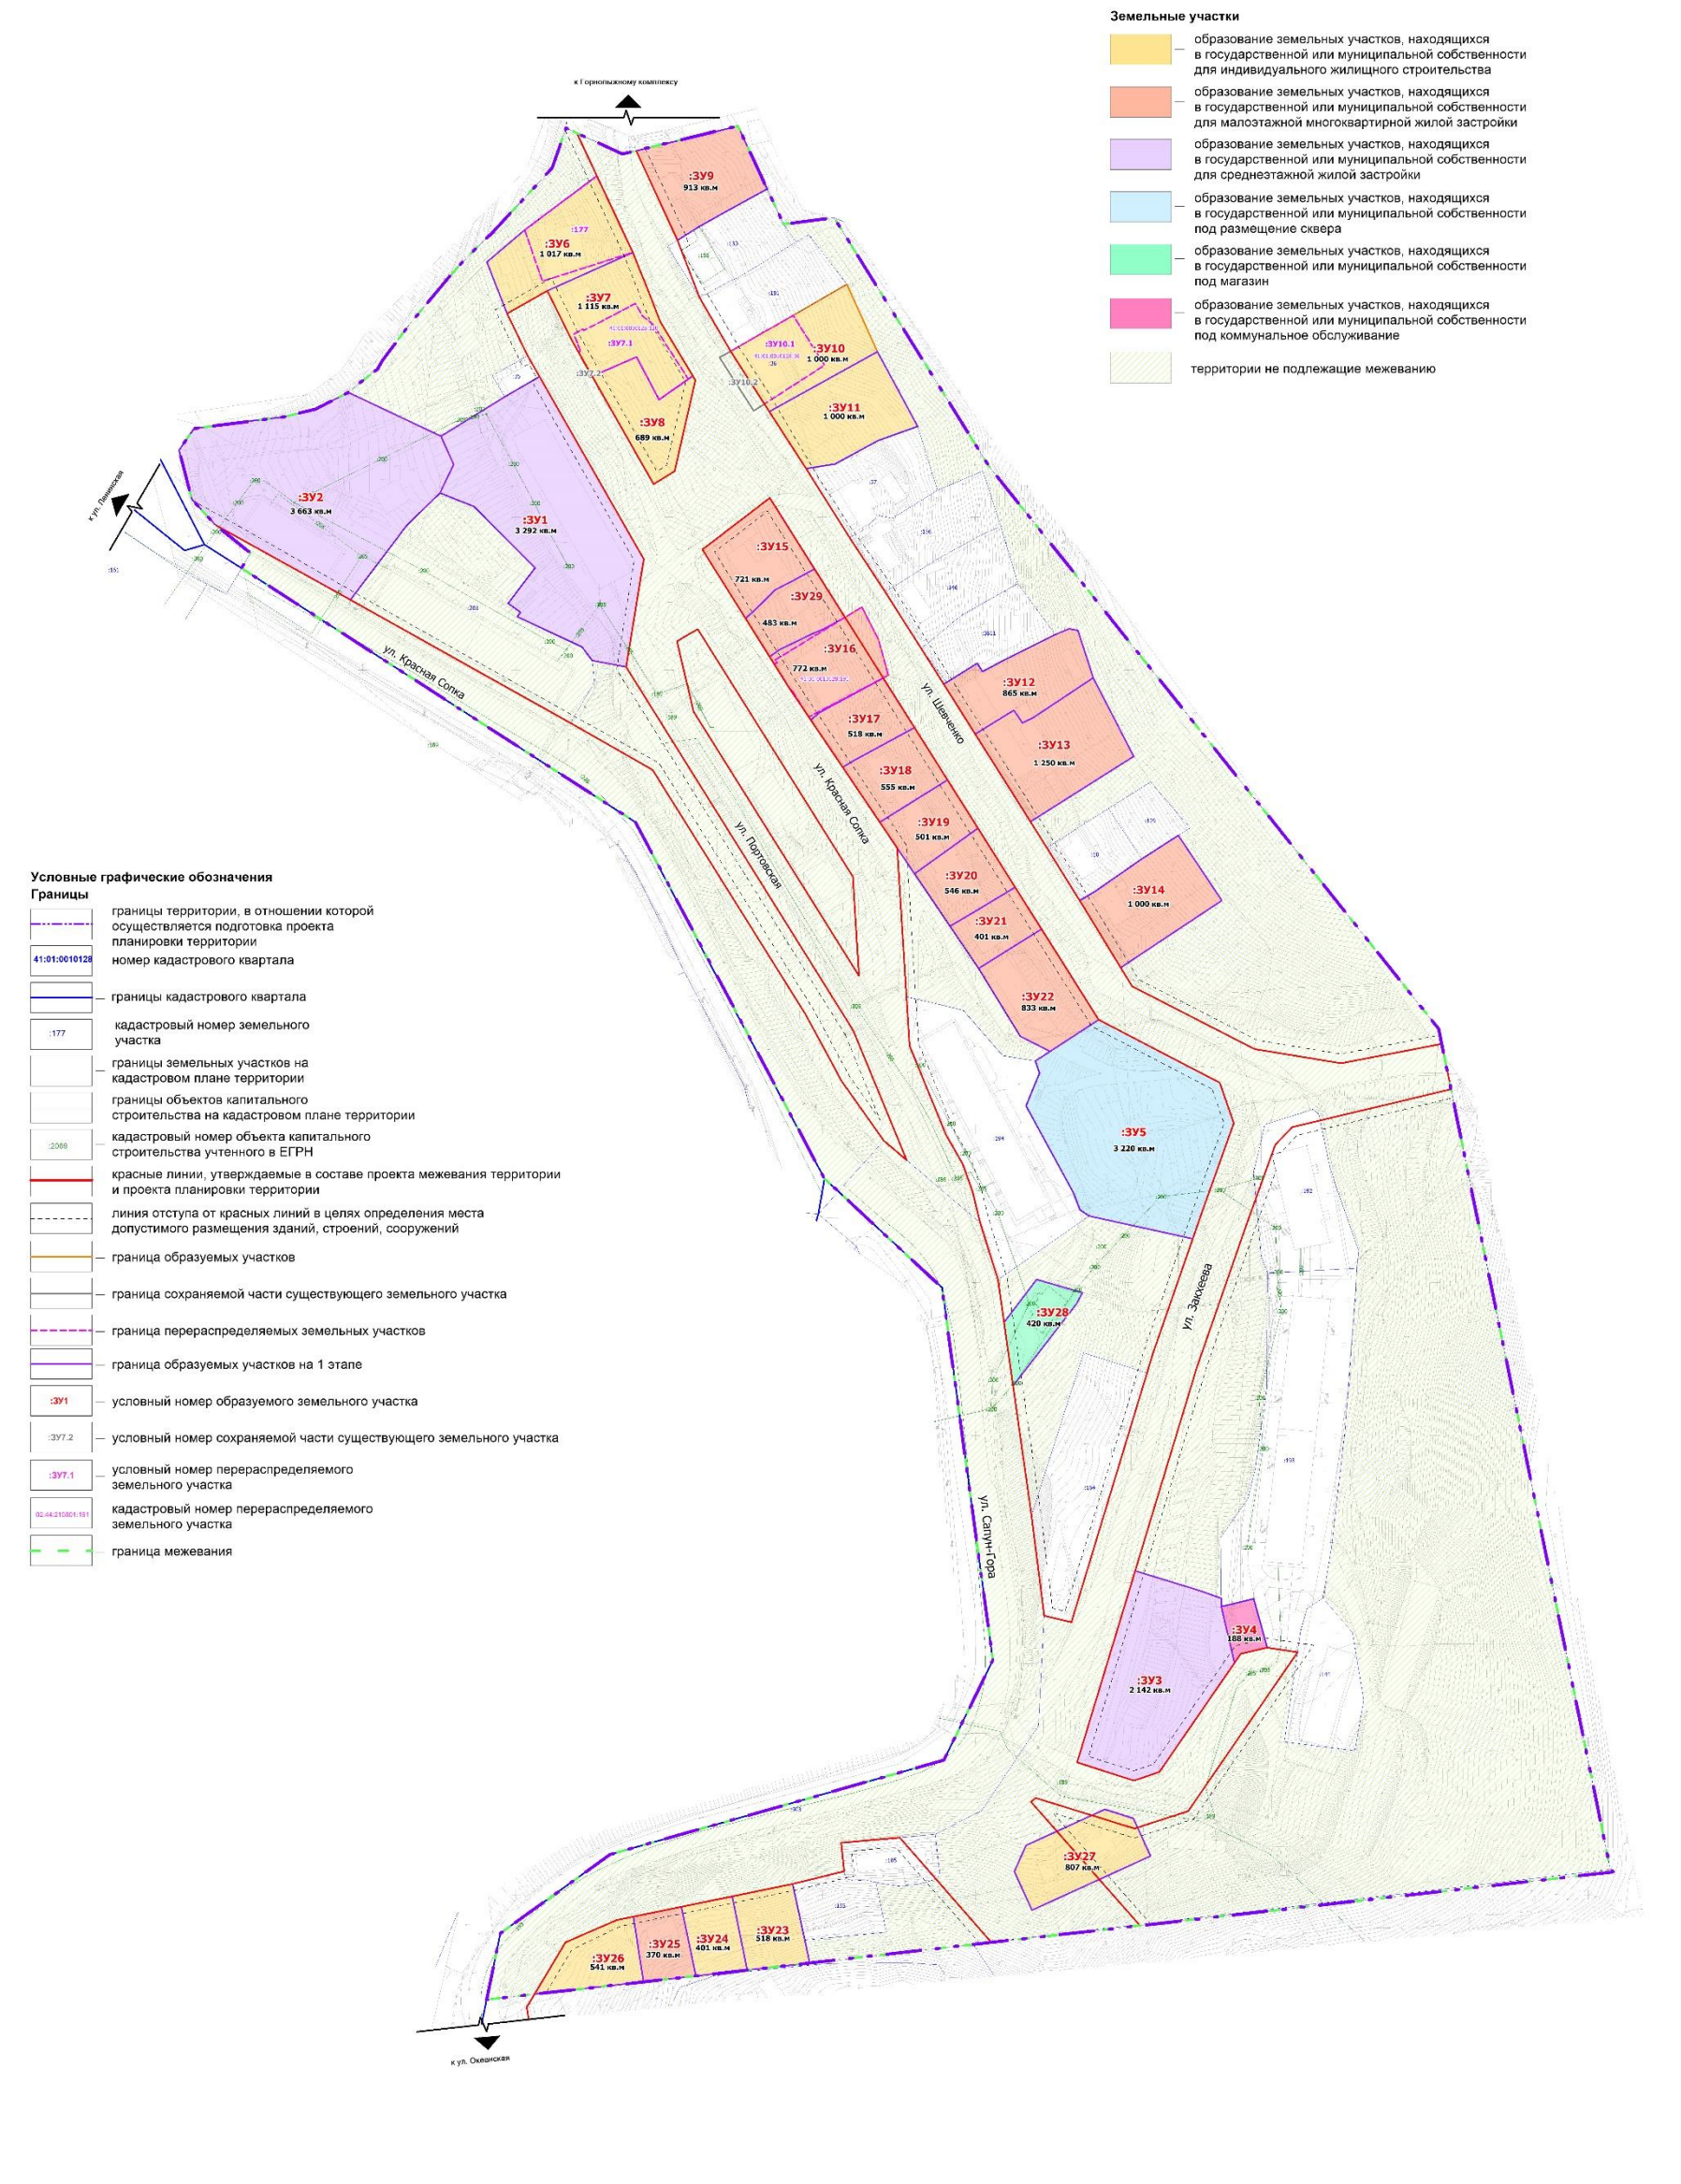 Земельные участки
образование земельных участков, находящихся
в государственной или муниципальной собственности
для индивидуального жилищного строительства
образование земельных участков, находящихся
в государственной или муниципальной собственности
для малоэтажной многоквартирной жилой застройки
образование земельных участков, находящихся
в государственной или муниципальной собственности
для среднеэтажной жилой застройки
образование земельных участков, находящихся
в государственной или муниципальной собственности
под размещение сквера
образование земельных участков, находящихся
в государственной или муниципальной собственности
под магазин
образование земельных участков, находящихся
в государственной или муниципальной собственности
под коммунальное обслуживание
территории не подлежащие межеванию
к Горнолыжному комплексу
:ЗУ9
913 кв.м
:177
:ЗУ6
1 017 кв.м
:ЗУ7
1 115 кв.м
:ЗУ7.1
:ЗУ7.2
:ЗУ8
689 кв.м
:ЗУ10.1
:ЗУ10
1 000 кв.м
:ЗУ10.2
:ЗУ11
1 000 кв.м
к ул. Ленинская
:ЗУ2
3 663 кв.м
:ЗУ1
3 292 кв.м
:ЗУ15
721 кв.м
:ЗУ29
483 кв.м
:ЗУ16
772 кв.м
:ЗУ17
518 кв.м
:ЗУ18
555 кв.м
:ЗУ19
501 кв.м
:ЗУ20
546 кв.м
:ЗУ21
401 кв.м
:ЗУ22
833 кв.м
:ЗУ12
865 кв.м
:ЗУ13
1 250 кв.м
:ЗУ14
1 000 кв.м
ул. Красная Сопка
ул. Шевченко
ул. Красная Сопка
ул. Портовская
:ЗУ5
3 220 кв.м
:ЗУ28
420 кв.м
ул. Закхеева
ул. Сапун-Гора
:ЗУ4
188 кв.м
:ЗУ3
2 142 кв.м
:ЗУ27
807 кв.м
:ЗУ23
518 кв.м
:ЗУ24
401 кв.м
:ЗУ25
370 кв.м
:ЗУ26
541 кв.м
к ул. Океанская
Условные графические обозначения
Границы
границы территории, в отношении которой
осуществляется подготовка проекта
планировки территории
41:01:0010128 номер кадастрового квартала
границы кадастрового квартала
:177 кадастровый номер земельного
участка
границы земельных участков на
кадастровом плане территории
границы объектов капитального
строительства на кадастровом плане территории
:2068 кадастровый номер объекта капитального
строительства учтенного в ЕГРН
красные линии, утверждаемые в составе проекта межевания территории
и проекта планировки территории
линия отступа от красных линий в целях определения места
допустимого размещения зданий, строений, сооружений
граница образуемых участков
граница сохраняемой части существующего земельного участка
граница перераспределяемых земельных участков
граница образуемых участков на 1 этапе
:ЗУ1 условный номер образуемого земельного участка
:ЗУ7.2 условный номер сохраняемой части существующего земельного участка
:ЗУ7.1 условный номер перераспределяемого
земельного участка
кадастровый номер перераспределяемого
земельного участка
граница межевания